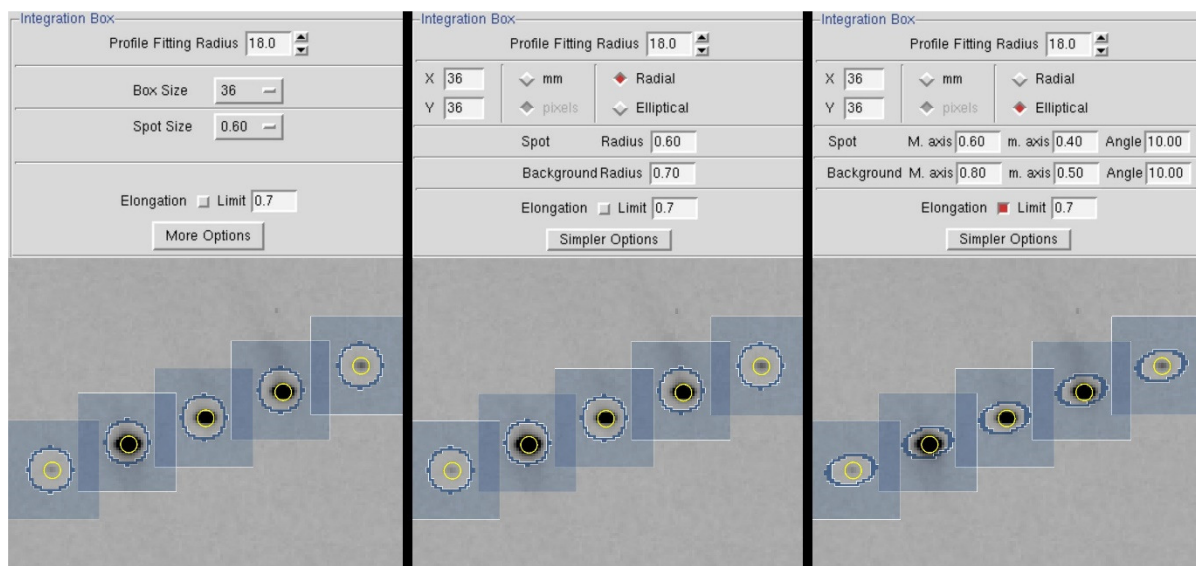 Integration Box
Profile Fitting Radius 18.0
Box Size 36
Spot Size 0.60
Elongation Limit 0.7
More Options
Integration Box
Profile Fitting Radius 18.0
X 36 mm Radial
Y 36 pixels Elliptical
Spot Radius 0.60
Background Radius 0.70
Elongation Limit 0.7
Simpler Options
Integration Box
Profile Fitting Radius 18.0
X 36 mm Radial
Y 36 pixels Elliptical
Spot M. axis 0.60 m. axis 0.40 Angle 10.00
Background M. axis 0.80 m. axis 0.50 Angle 10.00
Elongation Limit 0.7
Simpler Options